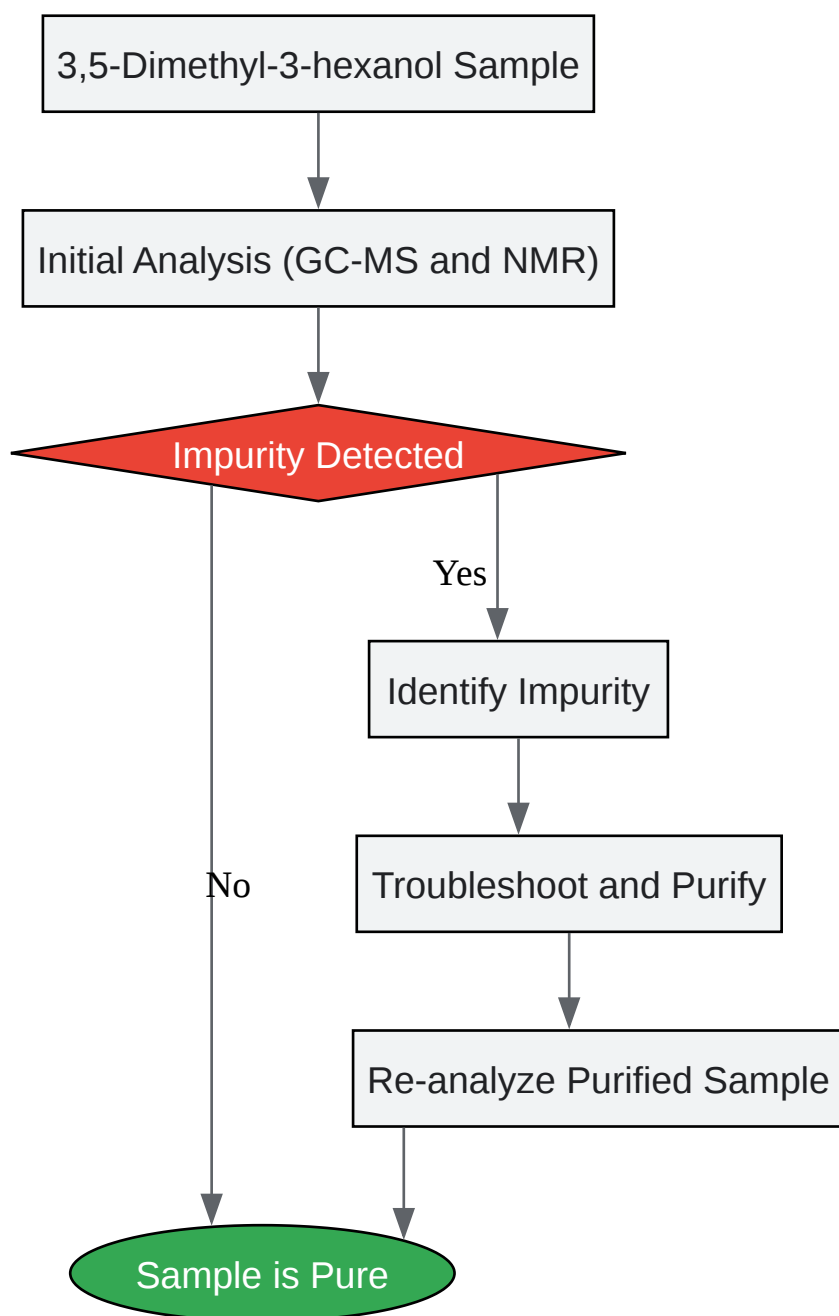 3,5-Dimethyl-3-hexanol Sample
Initial Analysis (GC-MS and NMR)
Impurity Detected
Yes
Identify Impurity
Troubleshoot and Purify
No
Re-analyze Purified Sample
Sample is Pure